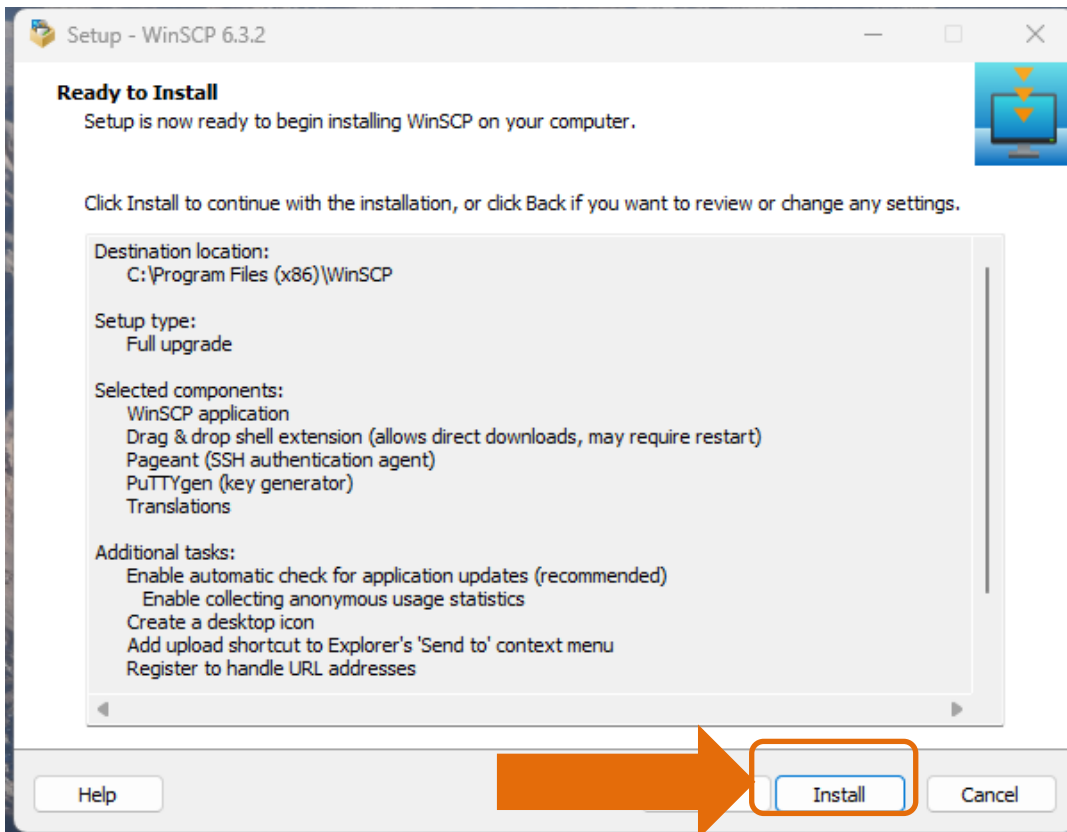 Setup - WinSCP 6.3.2
Ready to Install
Setup is now ready to begin installing WinSCP on your computer.
Click Install to continue with the installation, or click Back if you want to review or change any settings.
Destination location:
C:\Program Files (x86)\WinSCP
Setup type:
Full upgrade
Selected components:
WinSCP application
Drag & drop shell extension (allows direct downloads, may require restart)
Pageant (SSH authentication agent)
PuTTYgen (key generator)
Translations
Additional tasks:
Enable automatic check for application updates (recommended)
Enable collecting anonymous usage statistics
Create a desktop icon
Add upload shortcut to Explorer's 'Send to' context menu
Register to handle URL addresses
Help Install Cancel